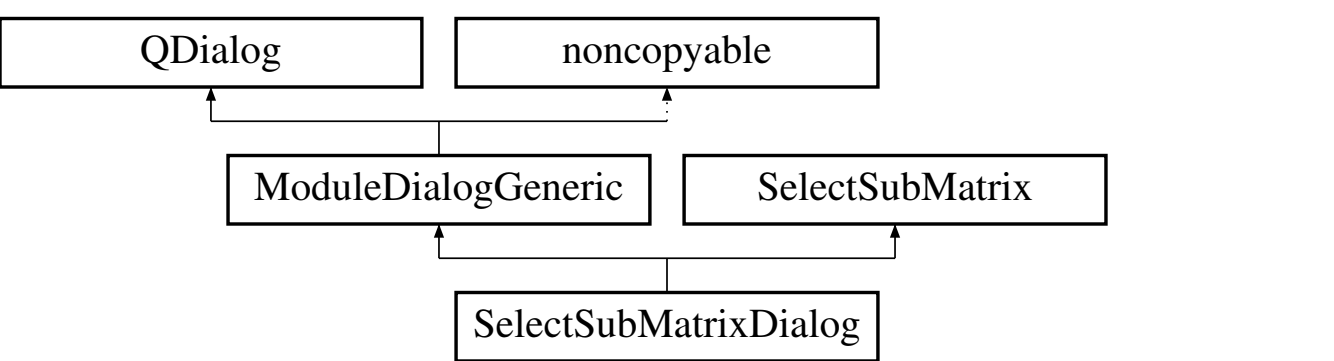 QDialog
noncopyable
ModuleDialogGeneric
SelectSubMatrix
SelectSubMatrixDialog